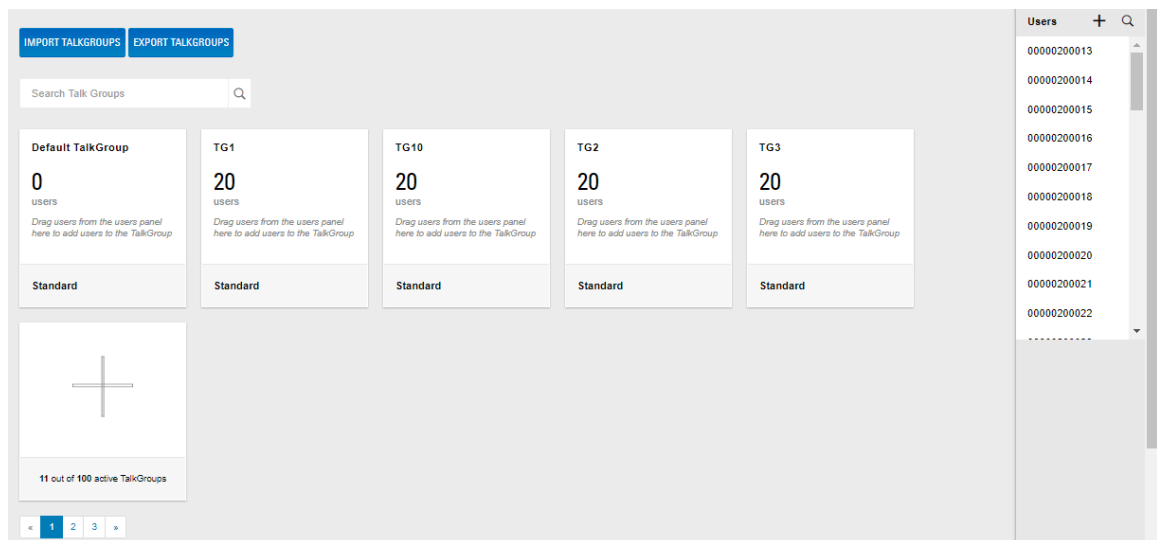 Users
IMPORT TALKGROUPS EXPORT TALKGROUPS
Search Talk Groups
Default TalkGroup
0
users
Drag users from the users panel
here to add users to the TalkGroup
Standard
TG1
20
users
Drag users from the users panel
here to add users to the TalkGroup
Standard
TG10
20
users
Drag users from the users panel
here to add users to the TalkGroup
Standard
TG2
20
users
Drag users from the users panel
here to add users to the TalkGroup
Standard
TG3
20
users
Drag users from the users panel
here to add users to the TalkGroup
Standard
11 out of 100 active TalkGroups
« 1 2 3 »
00000200013
00000200014
00000200015
00000200016
00000200017
00000200018
00000200019
00000200020
00000200021
00000200022